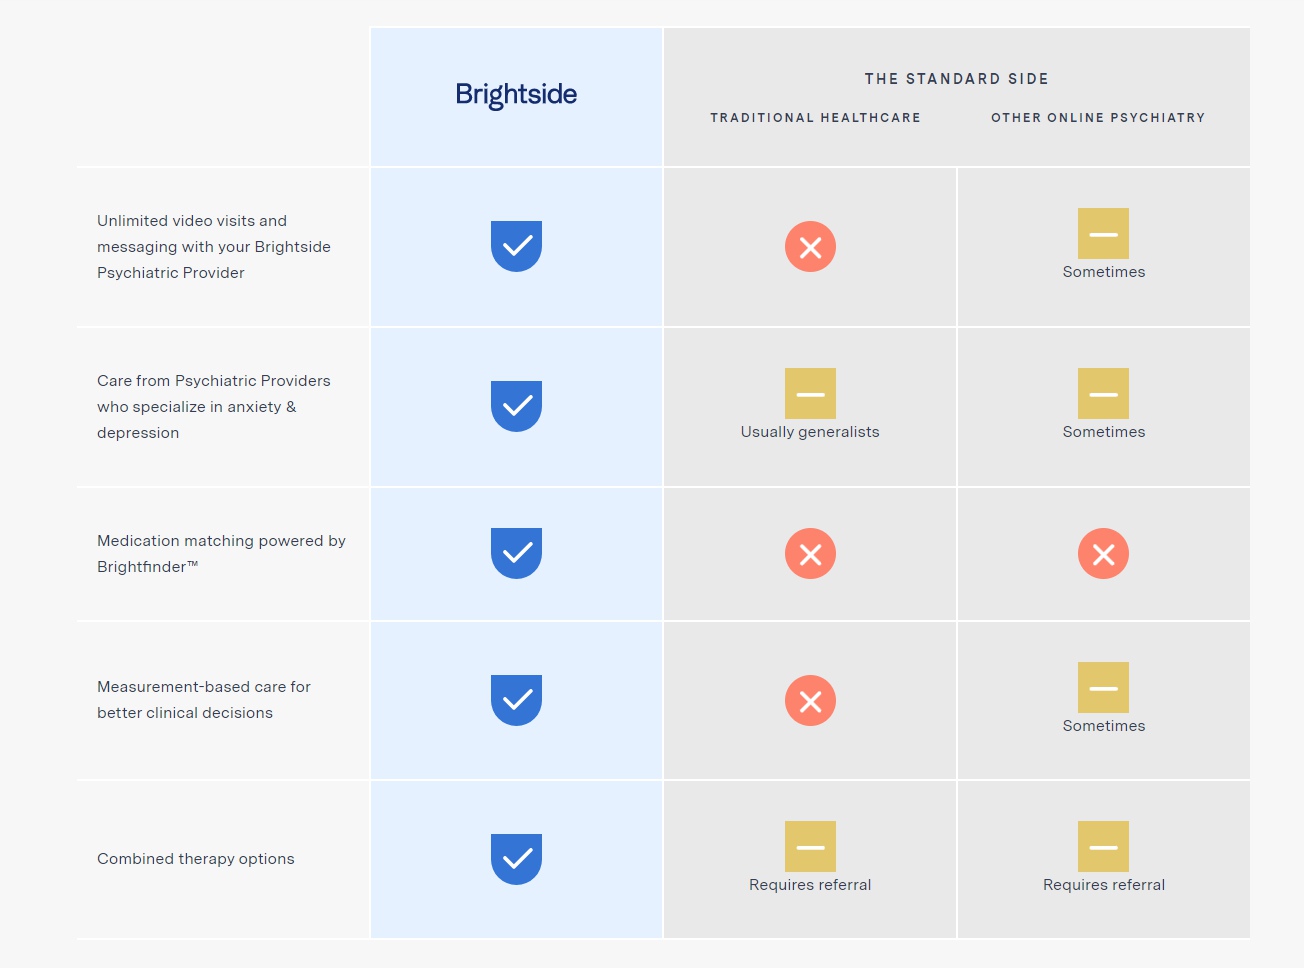 Brightside
THE STANDARD SIDE
TRADITIONAL HEALTHCARE
OTHER ONLINE PSYCHIATRY
Unlimited video visits and
messaging with your Brightside
Psychiatric Provider
Sometimes
Care from Psychiatric Providers
who specialize in anxiety &
depression
Usually generalists
Sometimes
Medication matching powered by
Brightfinder™
Measurement-based care for
better clinical decisions
Sometimes
Combined therapy options
Requires referral
Requires referral